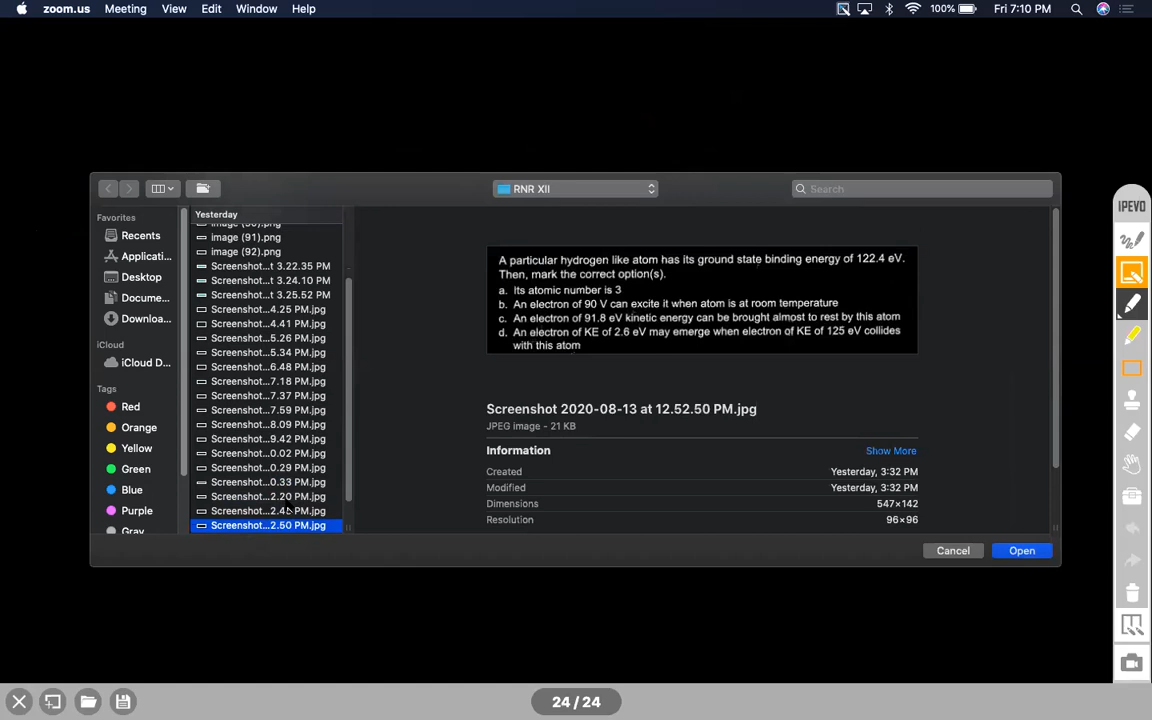 zoom.us Meeting View Edit Window Help 100% Fri 7:10 PM
RNR XII
Search
IPEVO
Favorites
Recents
Applicati...
Desktop
Docume...
Downloa...
iCloud
iCloud D...
Tags
Red
Orange
Yellow
Green
Blue
Purple
Gray
Yesterday
image (91).png
image (92).png
Screenshot...t 3.22.35 PM
Screenshot...t 3.24.10 PM
Screenshot...t 3.25.52 PM
Screenshot...4.25 PM.jpg
Screenshot...4.41 PM.jpg
Screenshot...5.26 PM.jpg
Screenshot...5.34 PM.jpg
Screenshot...6.48 PM.jpg
Screenshot...7.18 PM.jpg
Screenshot...7.37 PM.jpg
Screenshot...7.59 PM.jpg
Screenshot...8.09 PM.jpg
Screenshot...9.42 PM.jpg
Screenshot...0.02 PM.jpg
Screenshot...0.29 PM.jpg
Screenshot...0.33 PM.jpg
Screenshot...2.20 PM.jpg
Screenshot...2.50 PM.jpg
A particular hydrogen like atom has its ground state binding energy of 122.4 eV.
Then, mark the correct option(s).
a. Its atomic number is 3
b. An electron of 90 V can excite it when atom is at room temperature
c. An electron of 91.8 eV kinetic energy can be brought almost to rest by this atom
d. An electron of KE of 2.6 eV may emerge when electron of KE of 125 eV collides
with this atom
Screenshot 2020-08-13 at 12.52.50 PM.jpg
JPEG image - 21 KB
Information Show More
Created Yesterday, 3:32 PM
Modified Yesterday, 3:32 PM
Dimensions 547×142
Resolution 96×96
Cancel Open
24 / 24